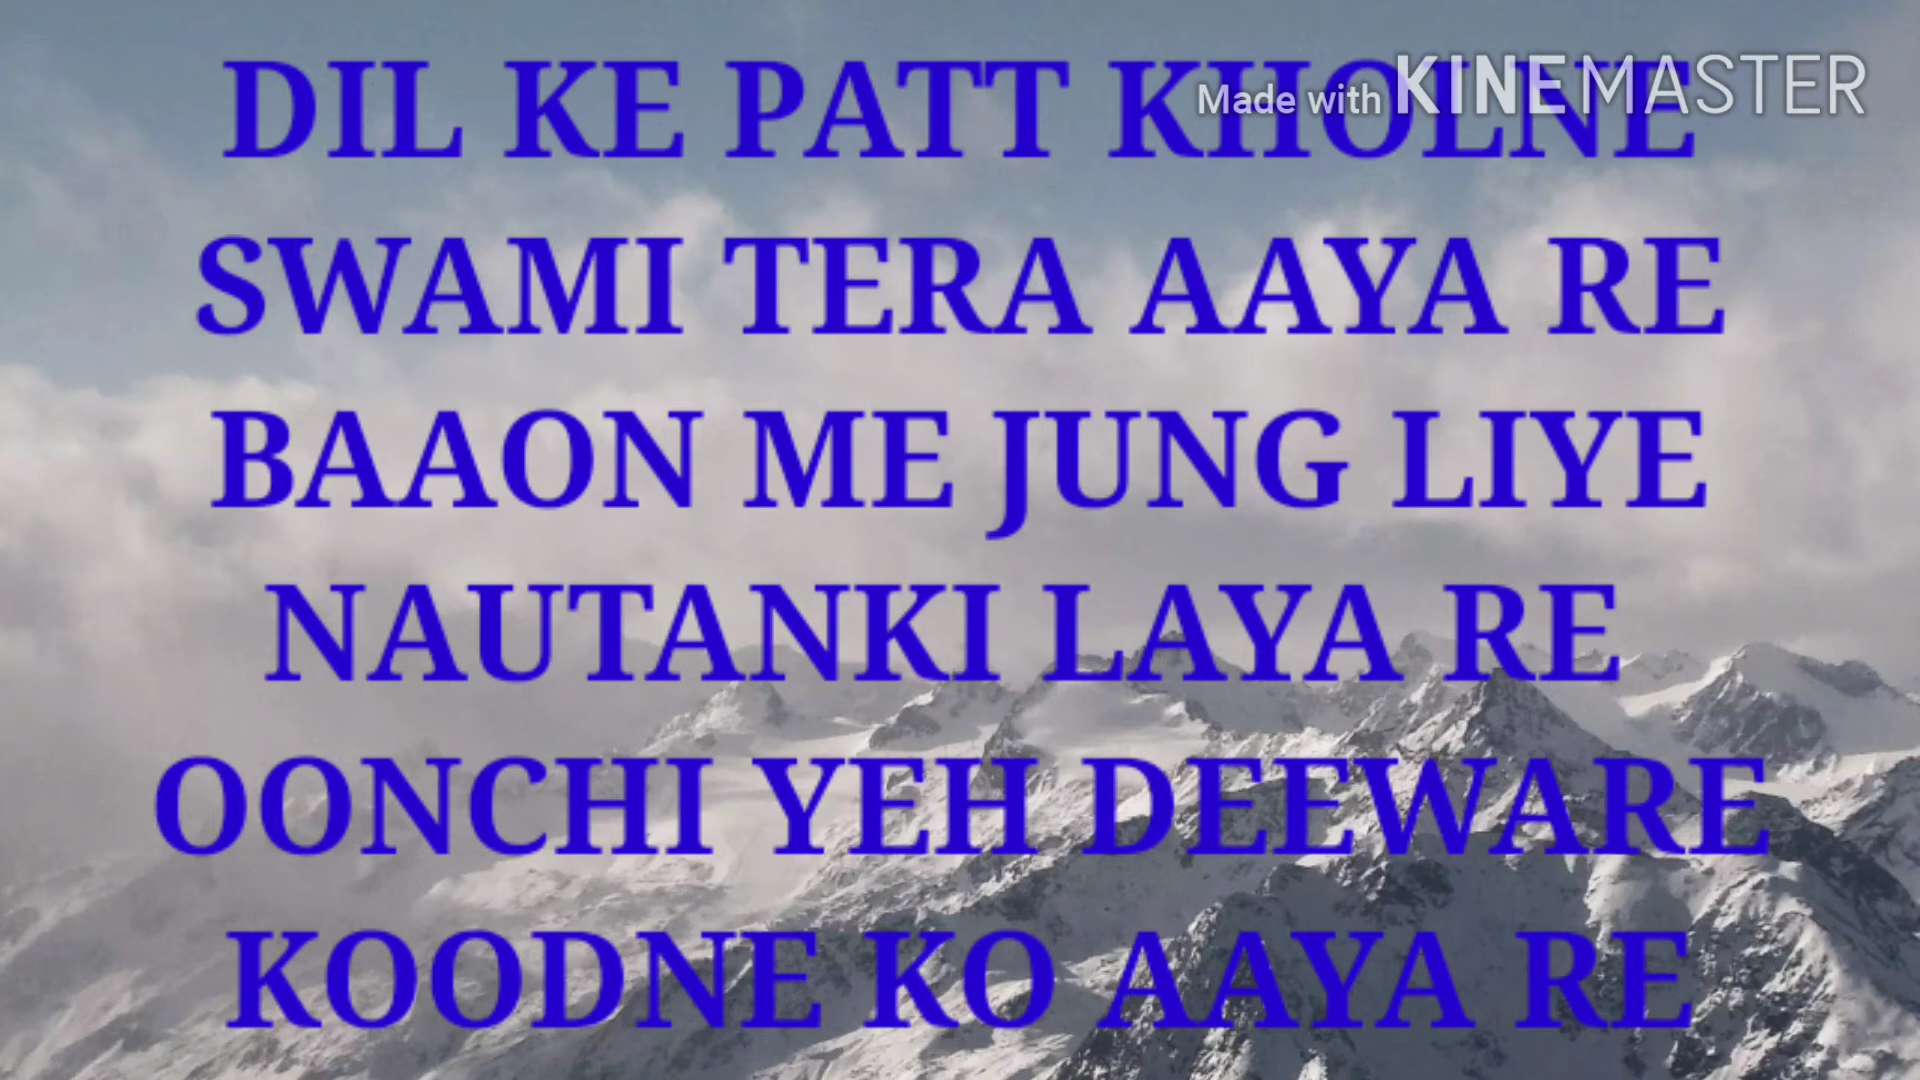 Made with KINEMASTER
DIL KE PATT KHOLNE
SWAMI TERA AAYA RE
BAAON ME JUNG LIYE
NAUTANKI LAYA RE
OONCHI YEH DEEWARE
KOODNE KO AAYA RE